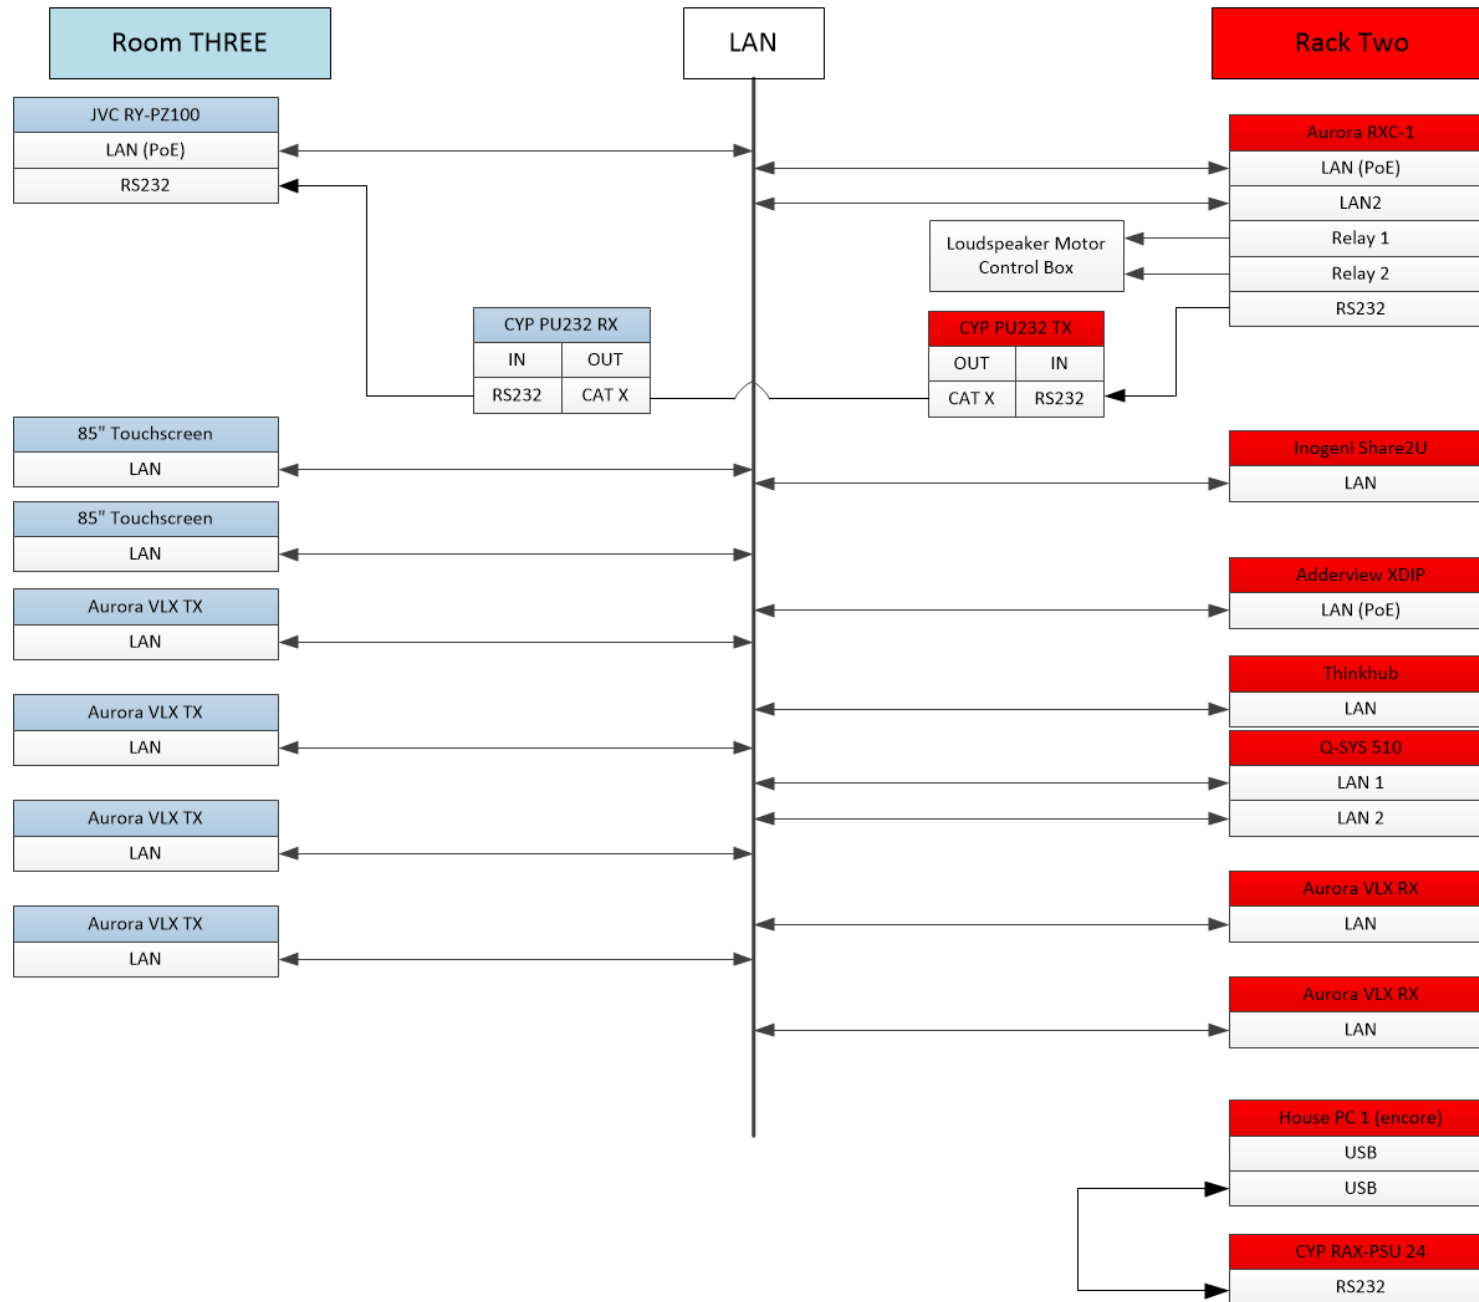 Room THREE
LAN
Rack Two
JVC RY-PZ100
LAN (PoE)
RS232
Aurora RXC-1
LAN (PoE)
LAN2
Relay 1
Relay 2
RS232
Loudspeaker Motor
Control Box
CYP PU232 RX
IN OUT
RS232 CAT X
CYP PU232 TX
OUT IN
CAT X RS232
85" Touchscreen
LAN
85" Touchscreen
LAN
Aurora VLX TX
LAN
Aurora VLX TX
LAN
Aurora VLX TX
LAN
Aurora VLX TX
LAN
Inogeni Share2U
LAN
Adderview XDIP
LAN (PoE)
Thinkhub
LAN
Q-SYS 510
LAN 1
LAN 2
Aurora VLX RX
LAN
Aurora VLX RX
LAN
House PC 1 (encore)
USB
USB
CYP RAX-PSU 24
RS232